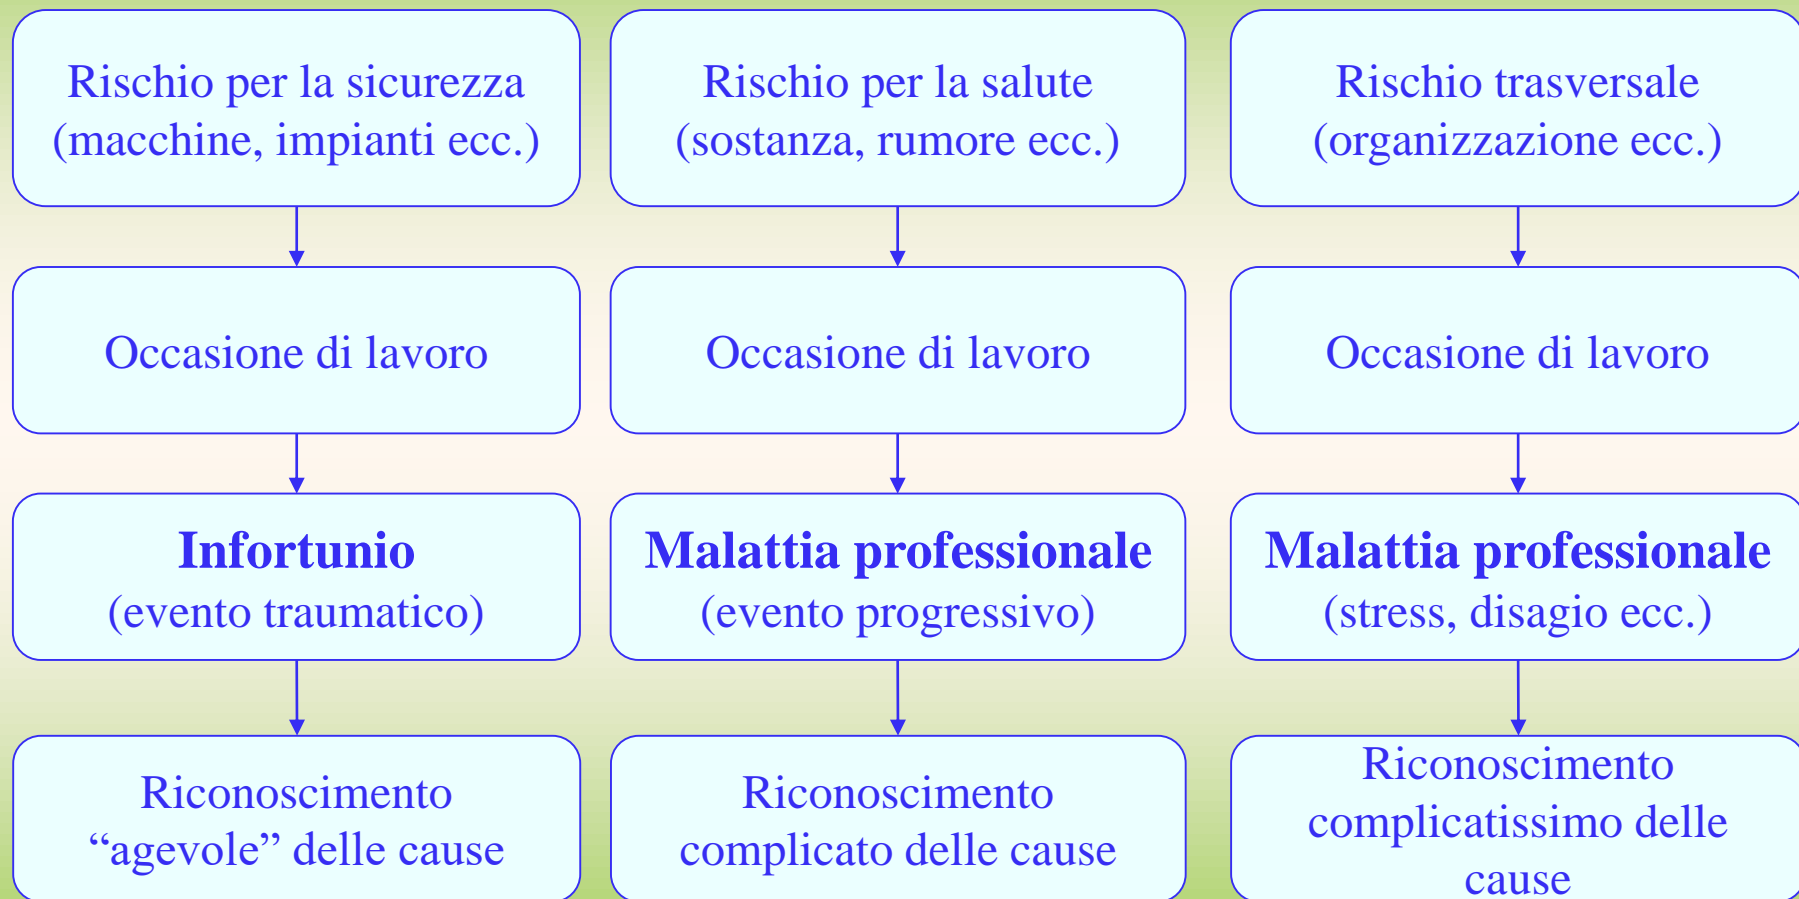 Rischio per la sicurezza
(macchine, impianti ecc.)
Rischio per la salute
(sostanza, rumore ecc.)
Rischio trasversale
(organizzazione ecc.)
Occasione di lavoro
Occasione di lavoro
Occasione di lavoro
Infortunio
(evento traumatico)
Malattia professionale
(evento progressivo)
Malattia professionale
(stress, disagio ecc.)
Riconoscimento
“agevole” delle cause
Riconoscimento
complicato delle cause
Riconoscimento
complicatissimo delle
cause